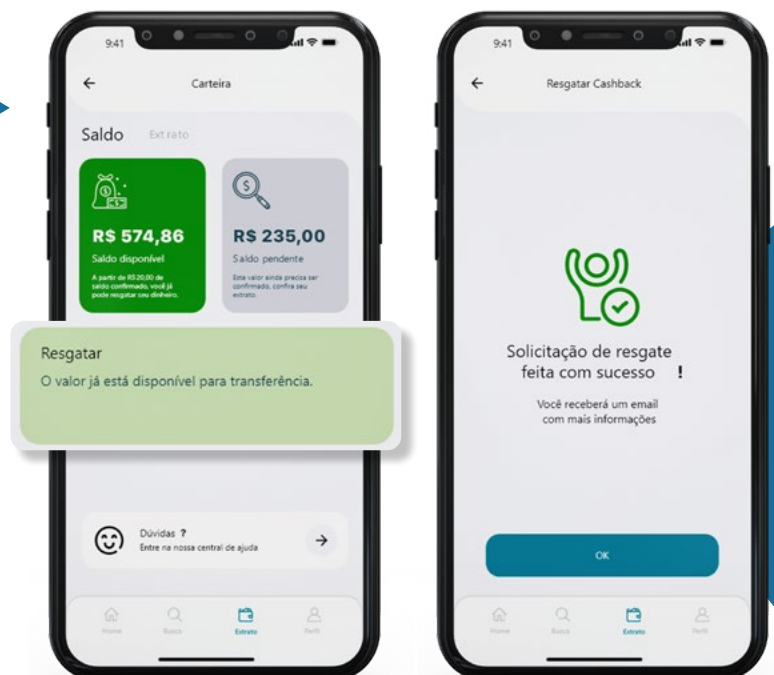 9:41
Carteira
Saldo
Extrato
R$ 574,86
Saldo disponível
A partir de R$20,00 de
saldo confirmado, você já
pode resgatar seu dinheiro.
R$ 235,00
Saldo pendente
Este valor ainda precisa ser
confirmado, confira seu
extrato.
Resgatar
O valor já está disponível para transferência.
Dúvidas ?
Entre na nossa central de ajuda
Home
Busca
Extrato
Perfil
9:41
Resgatar Cashback
Solicitação de resgate
feita com sucesso !
Você receberá um email
com mais informações
OK
Home
Busca
Extrato
Perfil